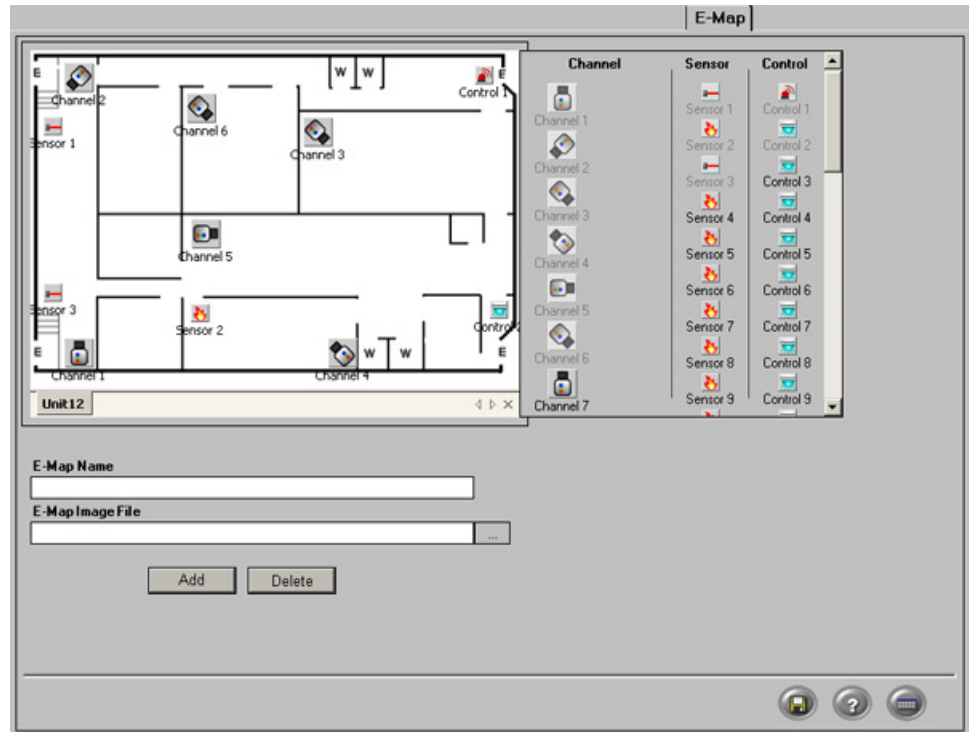 E-Map
E
Channel 2
W W
E
Control 1
Sensor 1
Channel 6
Channel 3
Channel 5
Sensor 3
Sensor 2
Control 2
E
Channel 1
Channel 4
W W
E
Unit12
Channel Sensor Control
Channel 1 Sensor 1 Control 1
Channel 2 Sensor 2 Control 2
Channel 3 Sensor 3 Control 3
Channel 4 Sensor 4 Control 4
Channel 5 Sensor 5 Control 5
Channel 6 Sensor 6 Control 6
Channel 7 Sensor 7 Control 7
Sensor 8 Control 8
Sensor 9 Control 9
E-Map Name
E-Map Image File
...
Add Delete
?